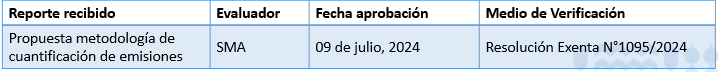 Reporte recibido Evaluador Fecha aprobación Medio de Verificación
Propuesta metodología de
cuantificación de emisiones SMA 09 de julio, 2024 Resolución Exenta N°1095/2024